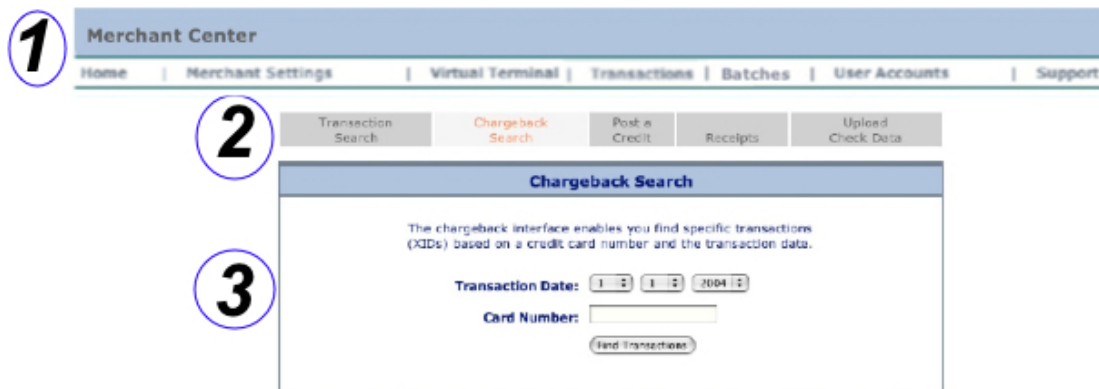 1
Merchant Center
Home | Merchant Settings | Virtual Terminal | Transactions | Batches | User Accounts | Support
2
Transaction Search Chargeback Search Post a Credit Receipts Upload Check Data
Chargeback Search
The chargeback interface enables you find specific transactions
(XIDs) based on a credit card number and the transaction date.
3
Transaction Date: 1 1 2004
Card Number:
Find Transactions